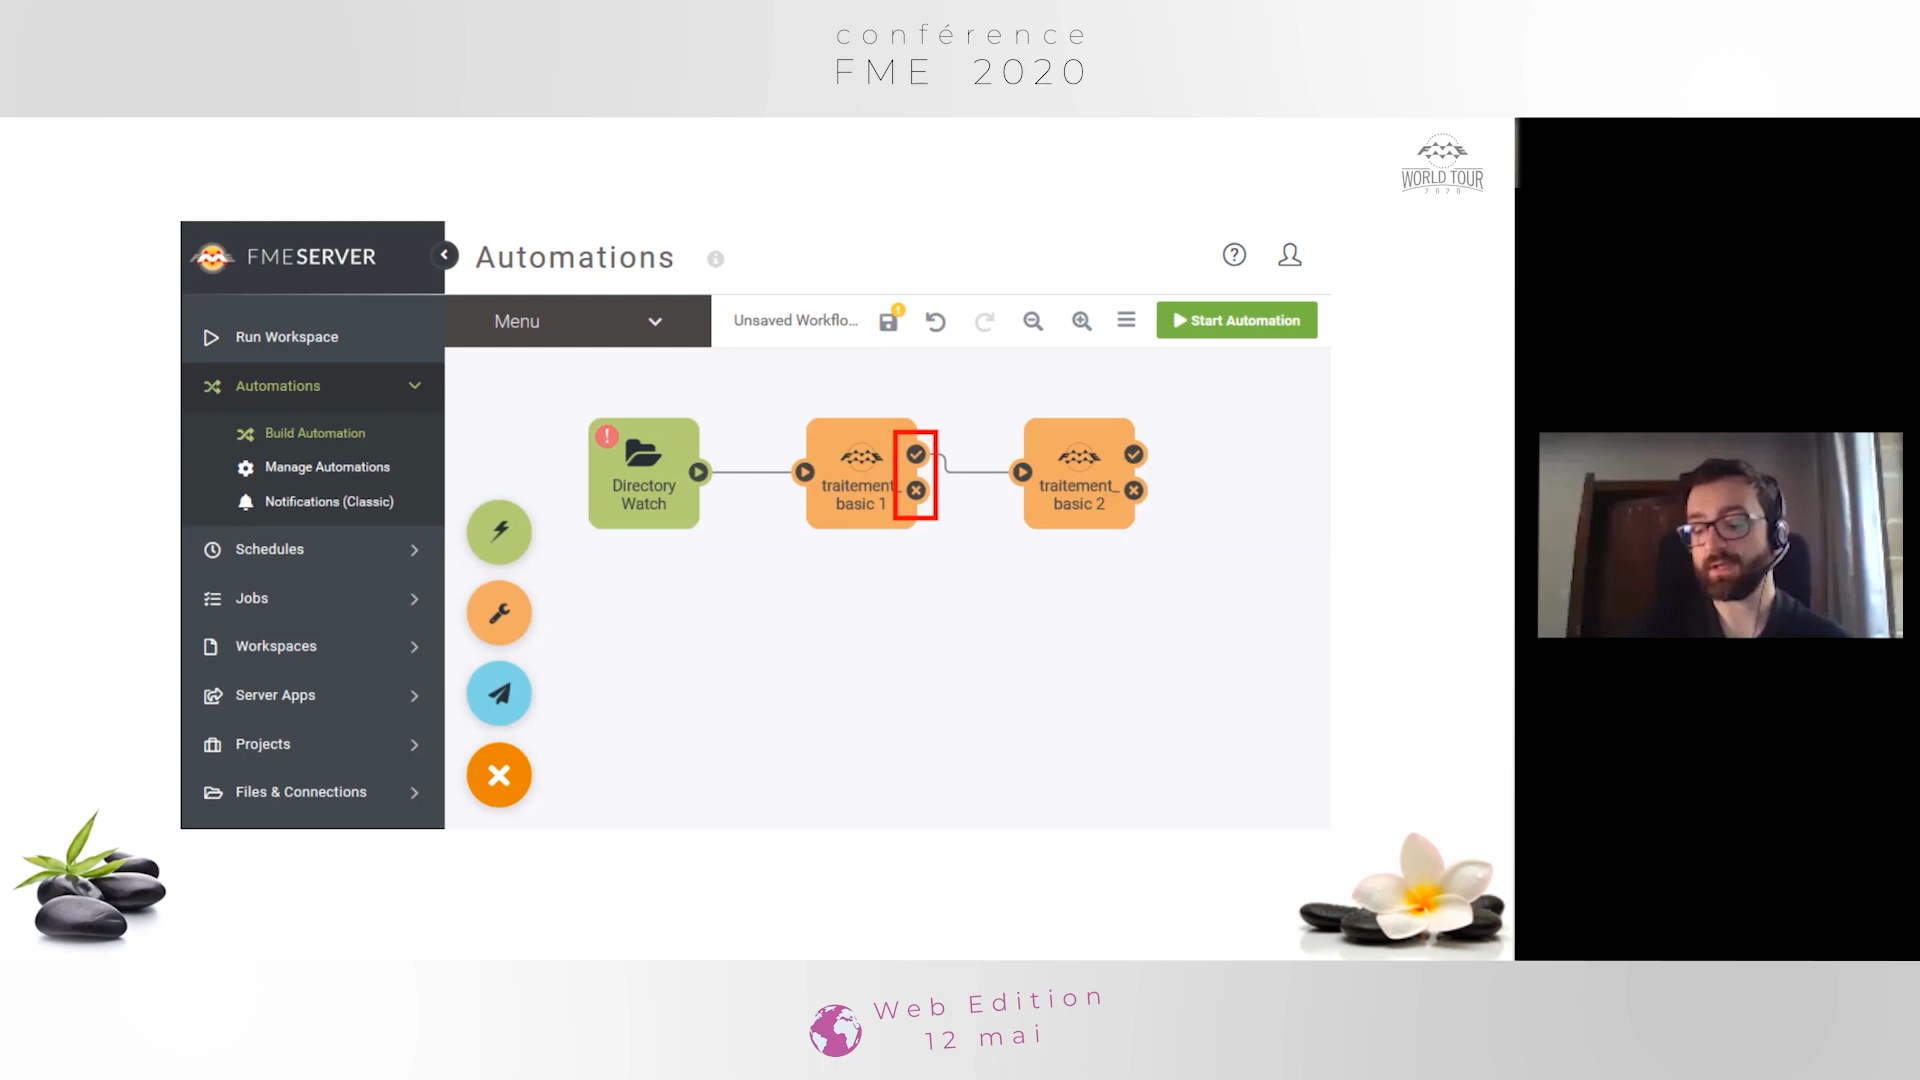 conférence
FME 2020
WORLD TOUR
2020
FMESERVER
Automations
Menu
Unsaved Workflo...
Start Automation
Run Workspace
Automations
Build Automation
Manage Automations
Notifications (Classic)
Schedules
Jobs
Workspaces
Server Apps
Projects
Files & Connections
Directory
Watch
traitement_
basic 1
traitement_
basic 2
Web Edition
12 mai